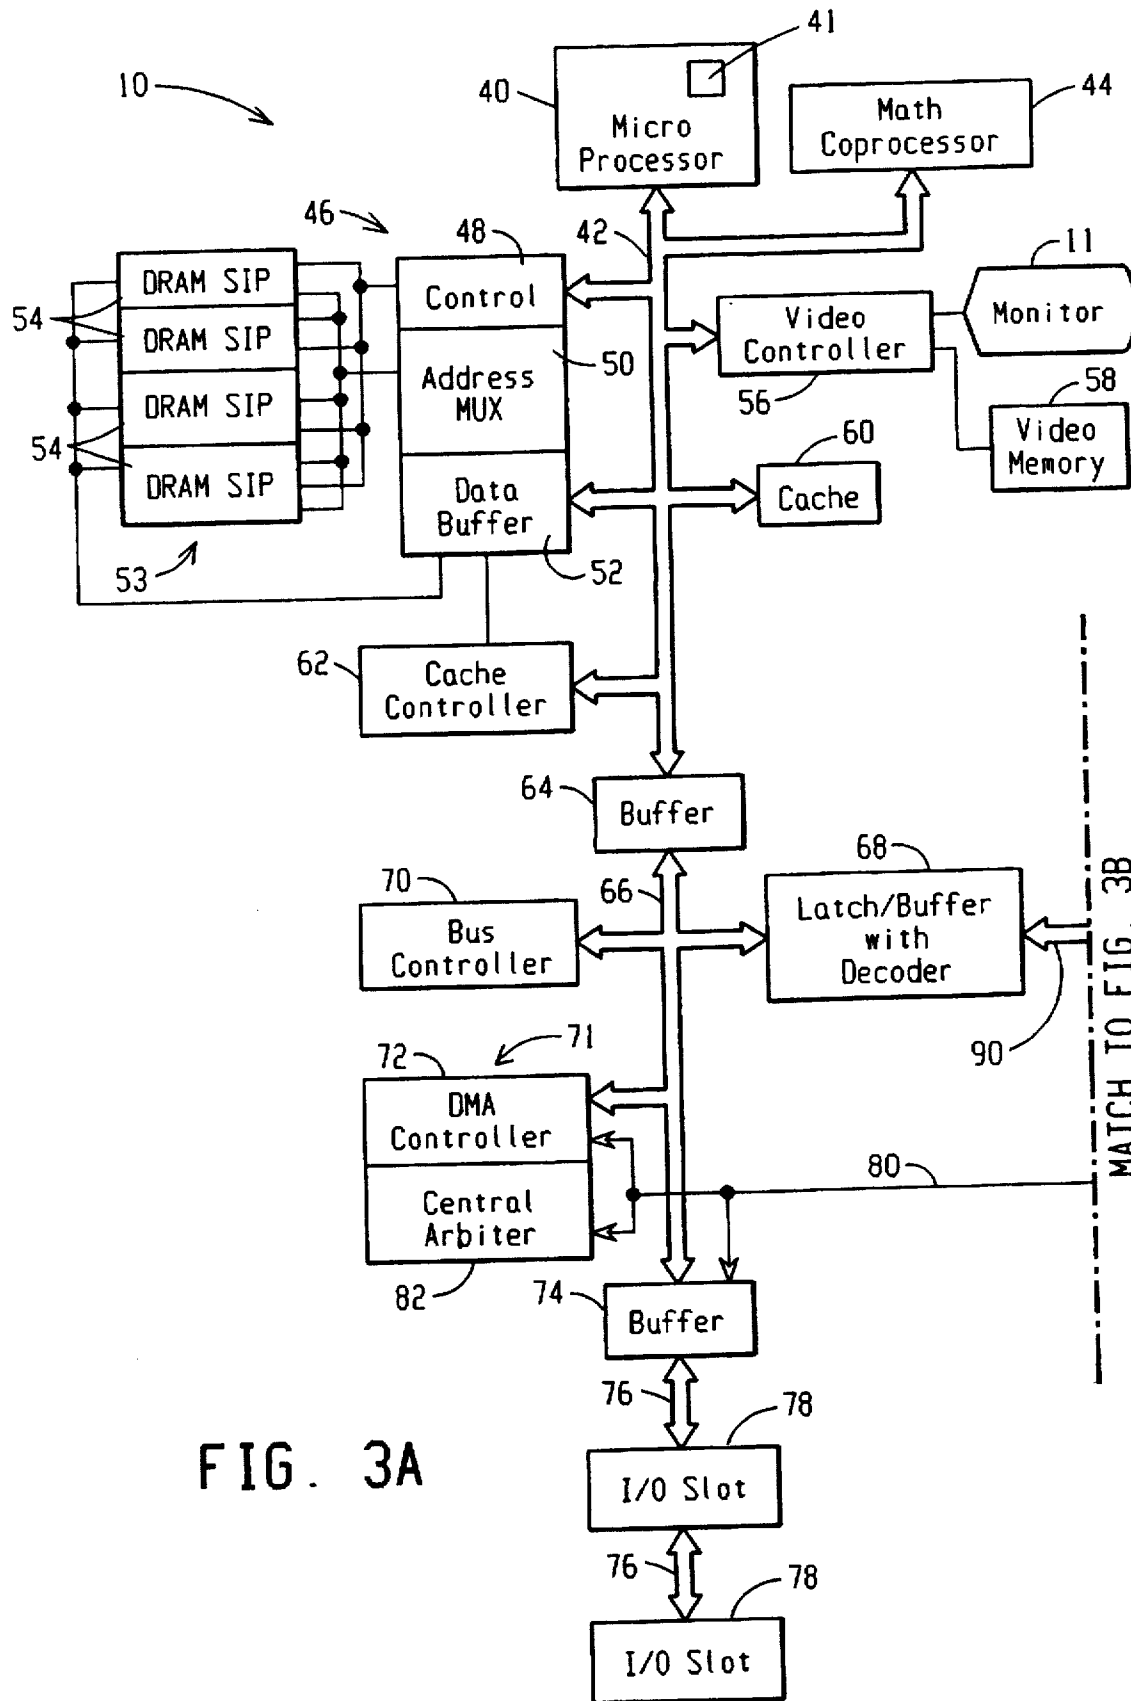 41
10
40
Micro
Processor
44
Math
Coprocessor
46
48
42
11
DRAM SIP
Control
Monitor
54
DRAM SIP
50
Video
Controller
Address
MUX
56
58
DRAM SIP
60
Video
Memory
54
DRAM SIP
Data
Buffer
Cache
53
52
62
Cache
Controller
64
Buffer
68
70
66
Latch/Buffer
with
Decoder
Bus
Controller
90
MATCH TO FIG. 3B
71
72
DMA
Controller
80
Central
Arbiter
82
74
Buffer
76
78
FIG. 3A
I/O Slot
76
78
I/O Slot